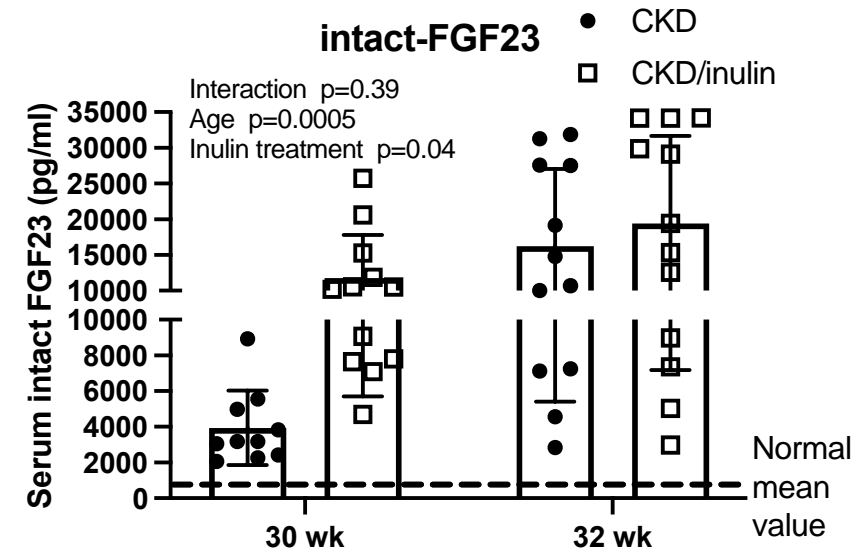 intact-FGF23
CKD
CKD/inulin
Interaction p=0.39
Age p=0.0005
Inulin treatment p=0.04
Serum intact FGF23 (pg/ml)
35000
30000
25000
20000
15000
10000
10000
8000
6000
4000
2000
0
Normal
mean
value
30 wk
32 wk